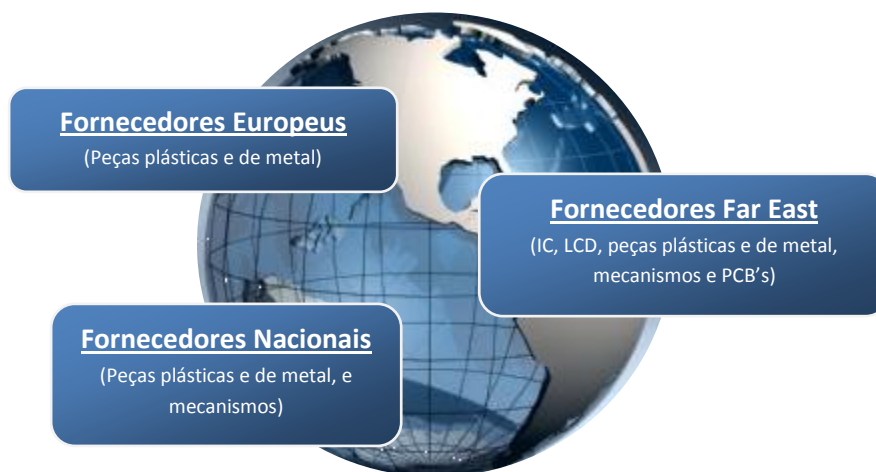 Fornecedores Europeus
(Peças plásticas e de metal)
Fornecedores Far East
(IC, LCD, peças plásticas e de metal,
mecanismos e PCB’s)
Fornecedores Nacionais
(Peças plásticas e de metal, e
mecanismos)